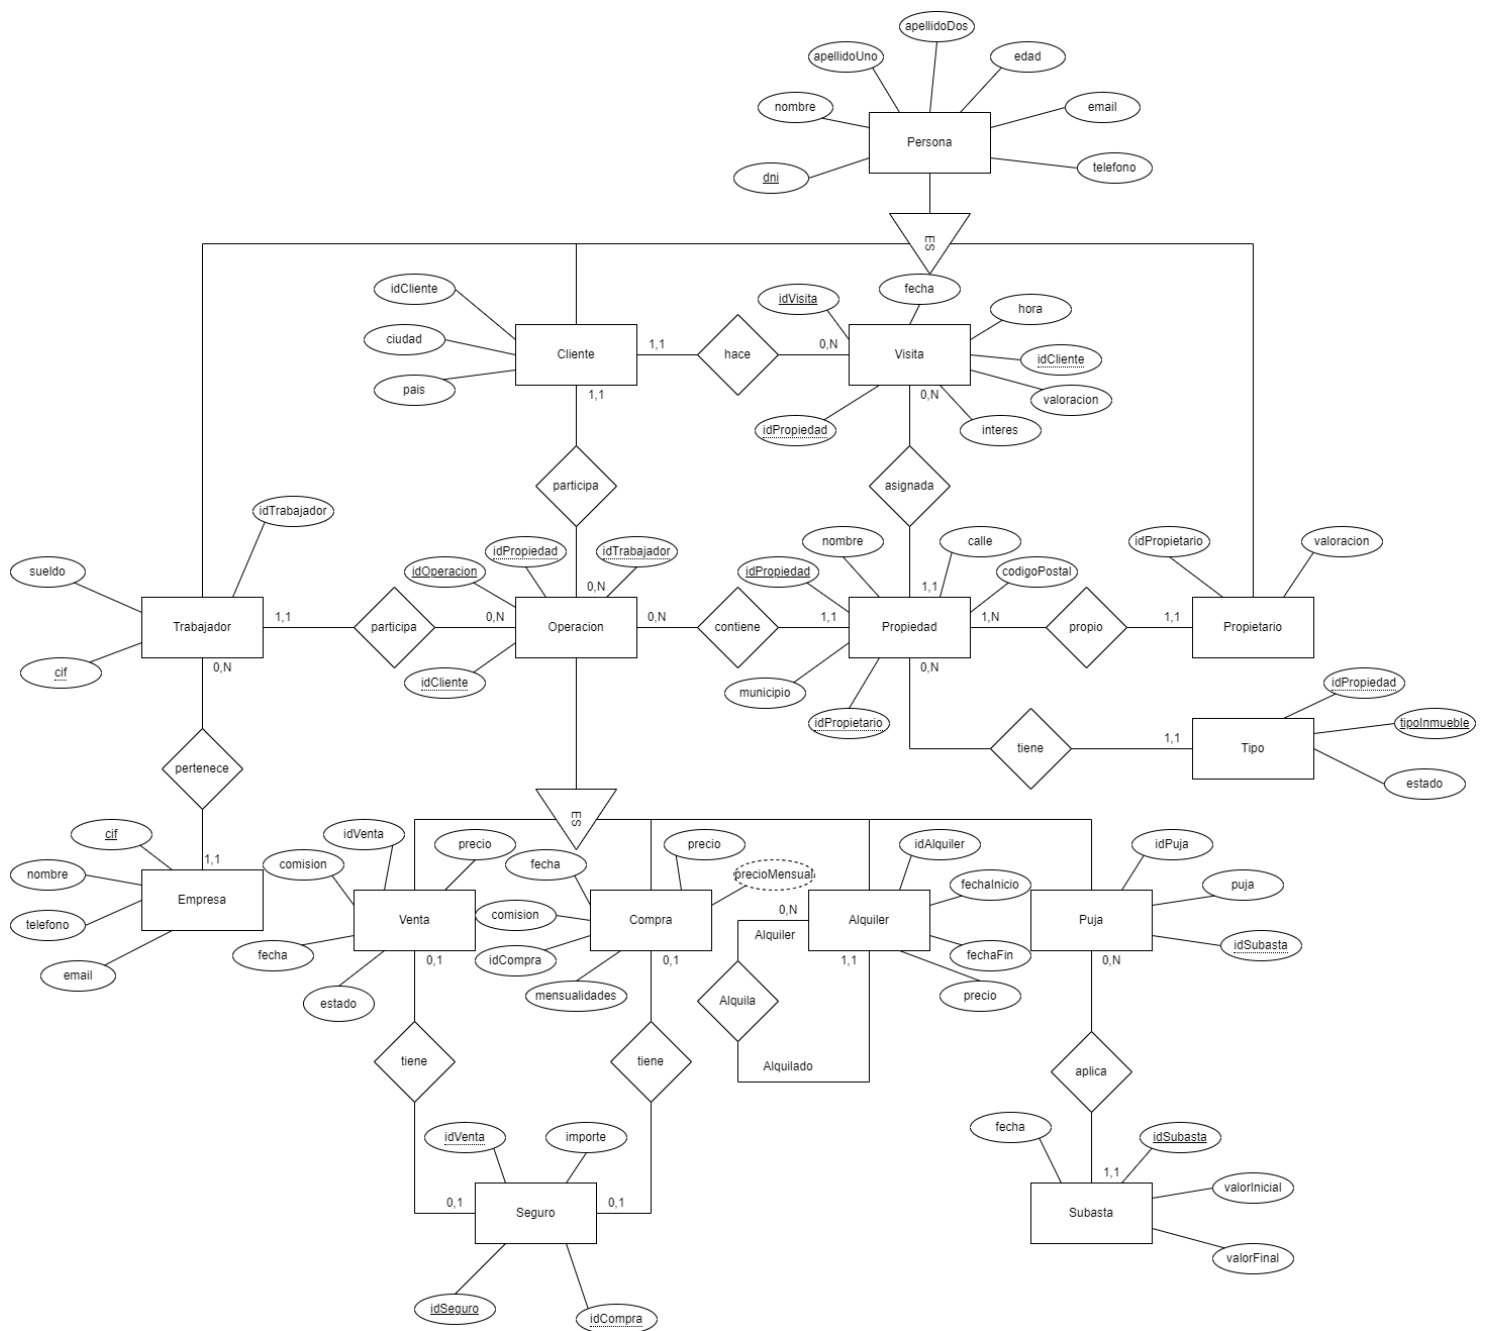 apellidoDos
apellidoUno
edad
nombre
email
Persona
dni
telefono
ES
idCliente
idVisita
fecha
hora
ciudad
Cliente
1,1
hace
0,N
Visita
idCliente
pais
1,1
0,N
valoracion
idPropiedad
interes
participa
asignada
idTrabajador
nombre
calle
idPropietario
valoracion
sueldo
idOperacion
idPropiedad
idTrabajador
idPropiedad
codigoPostal
0,N
1,1
Trabajador
1,1
participa
0,N
Operacion
0,N
contiene
1,1
Propiedad
1,N
propio
1,1
Propietario
0,N
0,N
cif
idCliente
municipio
idPropietario
idPropiedad
tipoInmueble
tiene
1,1
Tipo
estado
pertenece
ES
cif
idVenta
precio
precio
idAlquiler
idPuja
1,1
comision
fecha
precioMensual
nombre
fechaInicio
puja
Empresa
Venta
comision
Compra
0,N
Alquiler
Puja
telefono
Alquiler
idSubasta
fecha
0,1
idCompra
0,1
1,1
fechaFin
0,N
email
estado
mensualidades
Alquila
precio
tiene
tiene
Alquilado
aplica
idVenta
importe
fecha
idSubasta
1,1
0,1
Seguro
0,1
Subasta
valorInicial
valorFinal
idSeguro
idCompra